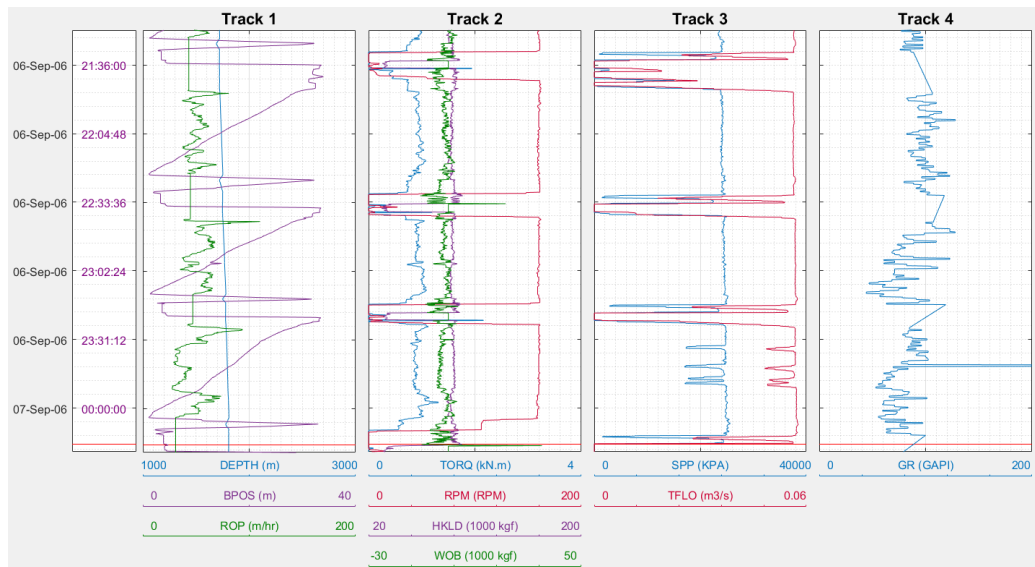 Track 1 Track 2 Track 3 Track 4
06-Sep-06 21:36:00
06-Sep-06 22:04:48
06-Sep-06 22:33:36
06-Sep-06 23:02:24
06-Sep-06 23:31:12
07-Sep-06 00:00:00
1000 DEPTH (m) 3000 0 TORQ (kN.m) 4 0 SPP (KPA) 40000 0 GR (GAPI) 200
0 BPOS (m) 40 0 RPM (RPM) 200 0 TFLO (m3/s) 0.06
0 ROP (m/hr) 200 20 HKLD (1000 kgf) 200
-30 WOB (1000 kgf) 50